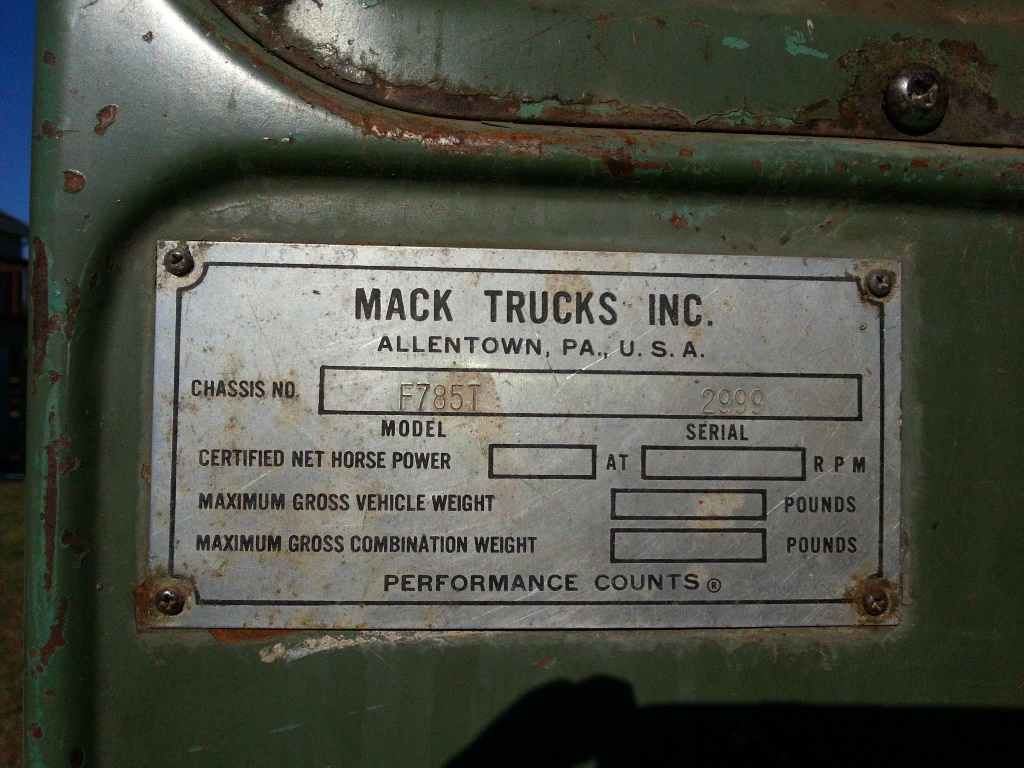 MACK TRUCKS INC.
ALLENTOWN, PA., U. S. A.
CHASSIS NO. F785T 2999
MODEL SERIAL
CERTIFIED NET HORSE POWER AT R P M
MAXIMUM GROSS VEHICLE WEIGHT POUNDS
MAXIMUM GROSS COMBINATION WEIGHT POUNDS
PERFORMANCE COUNTS®